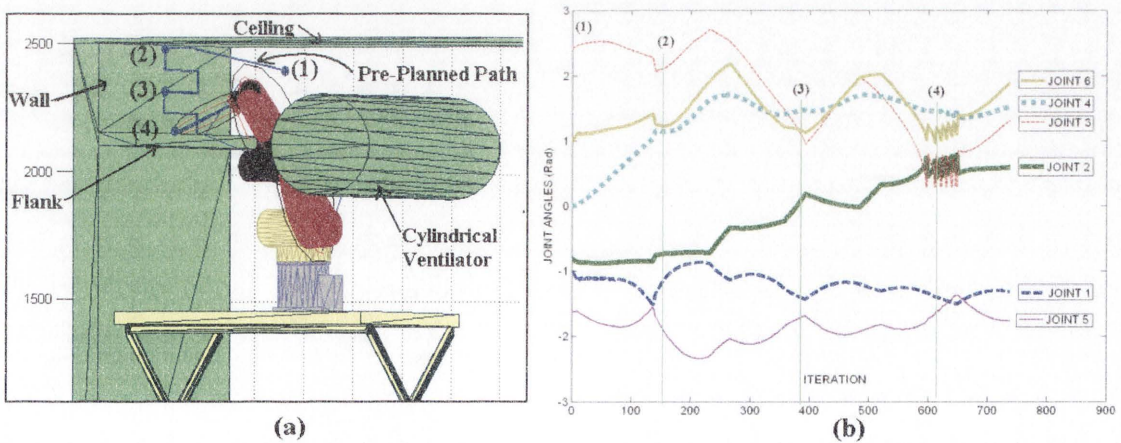 Ceiling
2500
(2)
(1)
Pre-Planned Path
Wall
(3)
(4)
2000
Flank
Cylindrical
Ventilator
1500
(a)
3
(1)
(2)
2
JOINT 6
JOINT 4
(3)
(4)
JOINT 3
1
JOINT 2
JOINT ANGLES (Rad)
0
-1
JOINT 1
JOINT 5
-2
ITERATION
-3
0 100 200 300 400 500 600 700 800 900
(b)